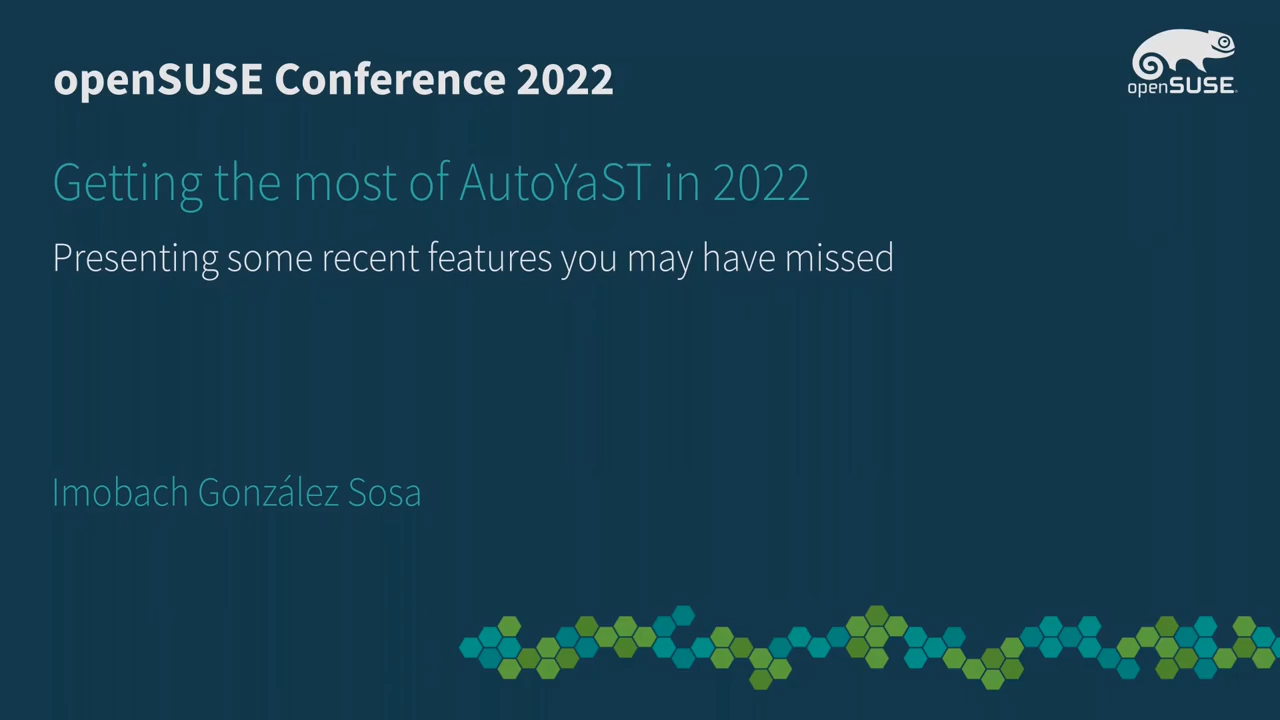 openSUSE Conference 2022
openSUSE
Getting the most of AutoYaST in 2022
Presenting some recent features you may have missed
Imobach González Sosa